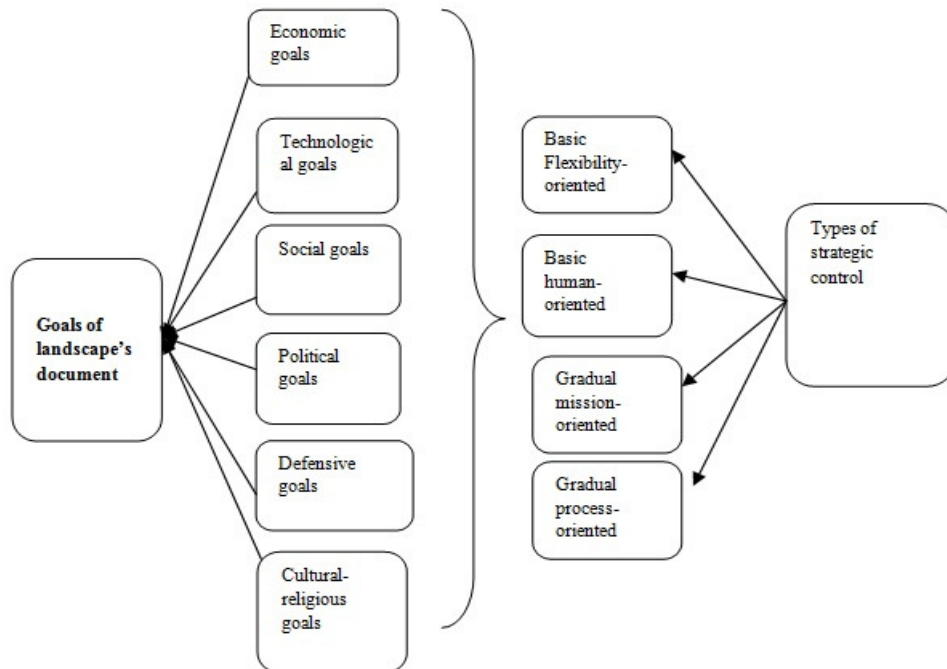 Economic
goals
Technologic
al goals
Social goals
Goals of
landscape's
document
Political
goals
Defensive
goals
Cultural-
religious
goals
Basic
Flexibility-
oriented
Basic
human-
oriented
Gradual
mission-
oriented
Gradual
process-
oriented
Types of
strategic
control